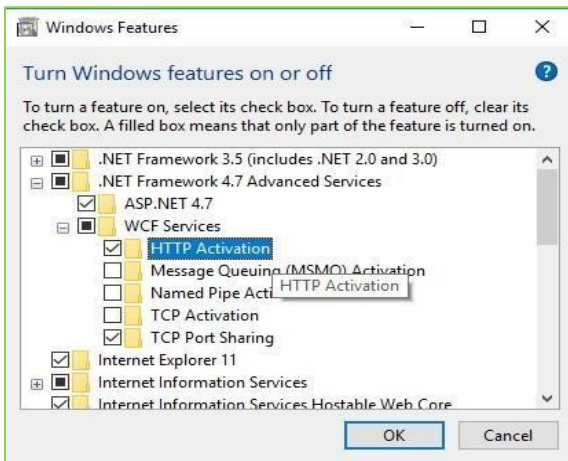 Windows Features
Turn Windows features on or off
To turn a feature on, select its check box. To turn a feature off, clear its
check box. A filled box means that only part of the feature is turned on.
.NET Framework 3.5 (includes .NET 2.0 and 3.0)
.NET Framework 4.7 Advanced Services
ASP.NET 4.7
WCF Services
HTTP Activation
Message Queuing (MSMQ) Activation
Named Pipe Acti
HTTP Activation
TCP Activation
TCP Port Sharing
Internet Explorer 11
Internet Information Services
Internet Information Services Hostable Web Core
OK
Cancel